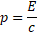 p = E/c